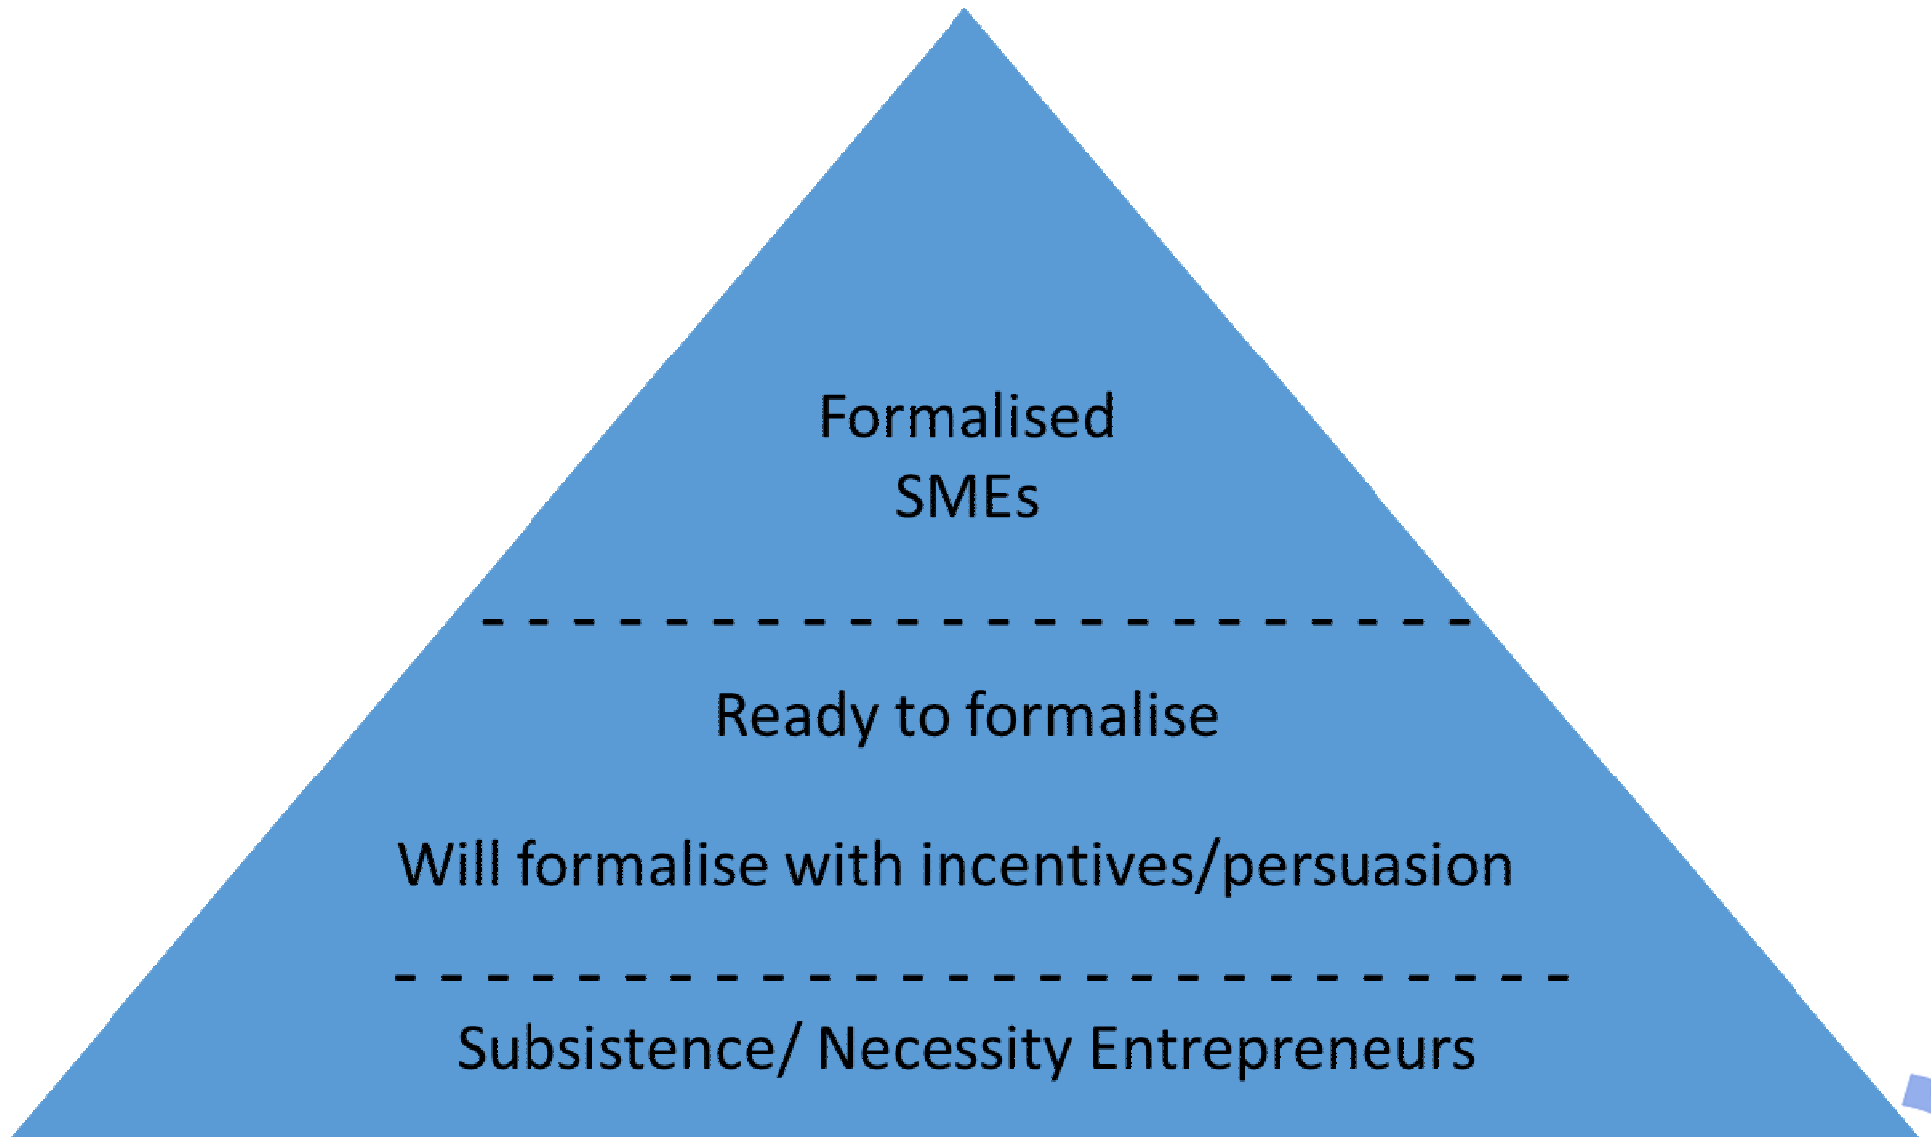 Formalised
SMEs
Ready to formalise
Will formalise with incentives/persuasion
Subsistence/ Necessity Entrepreneurs